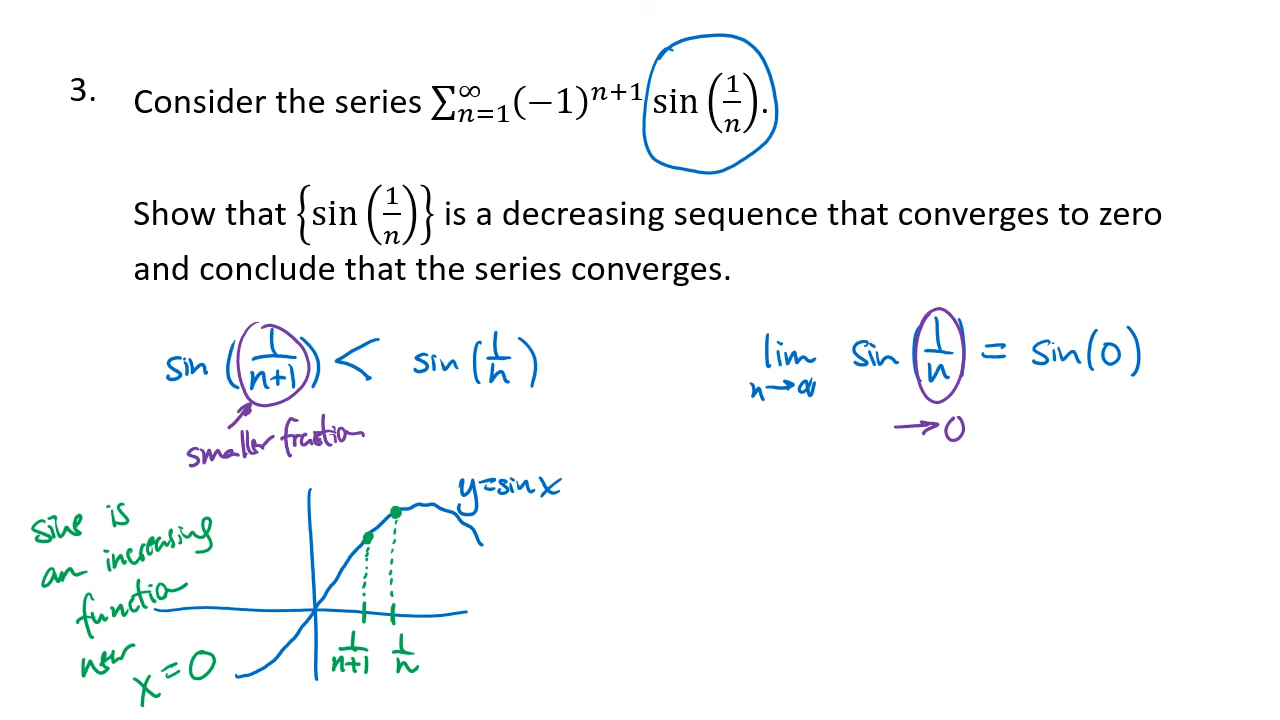 3. Consider the series ∑_{n=1}^{∞}(−1)^{n+1} sin(1/n).
Show that {sin(1/n)} is a decreasing sequence that converges to zero
and conclude that the series converges.
sin(1/(n+1)) < sin(1/n)
smaller fraction
lim_{n→∞} sin(1/n) = sin(0)
→ 0
y=sin x
sine is
an increasing
function
near
x=0
1/(n+1) 1/n